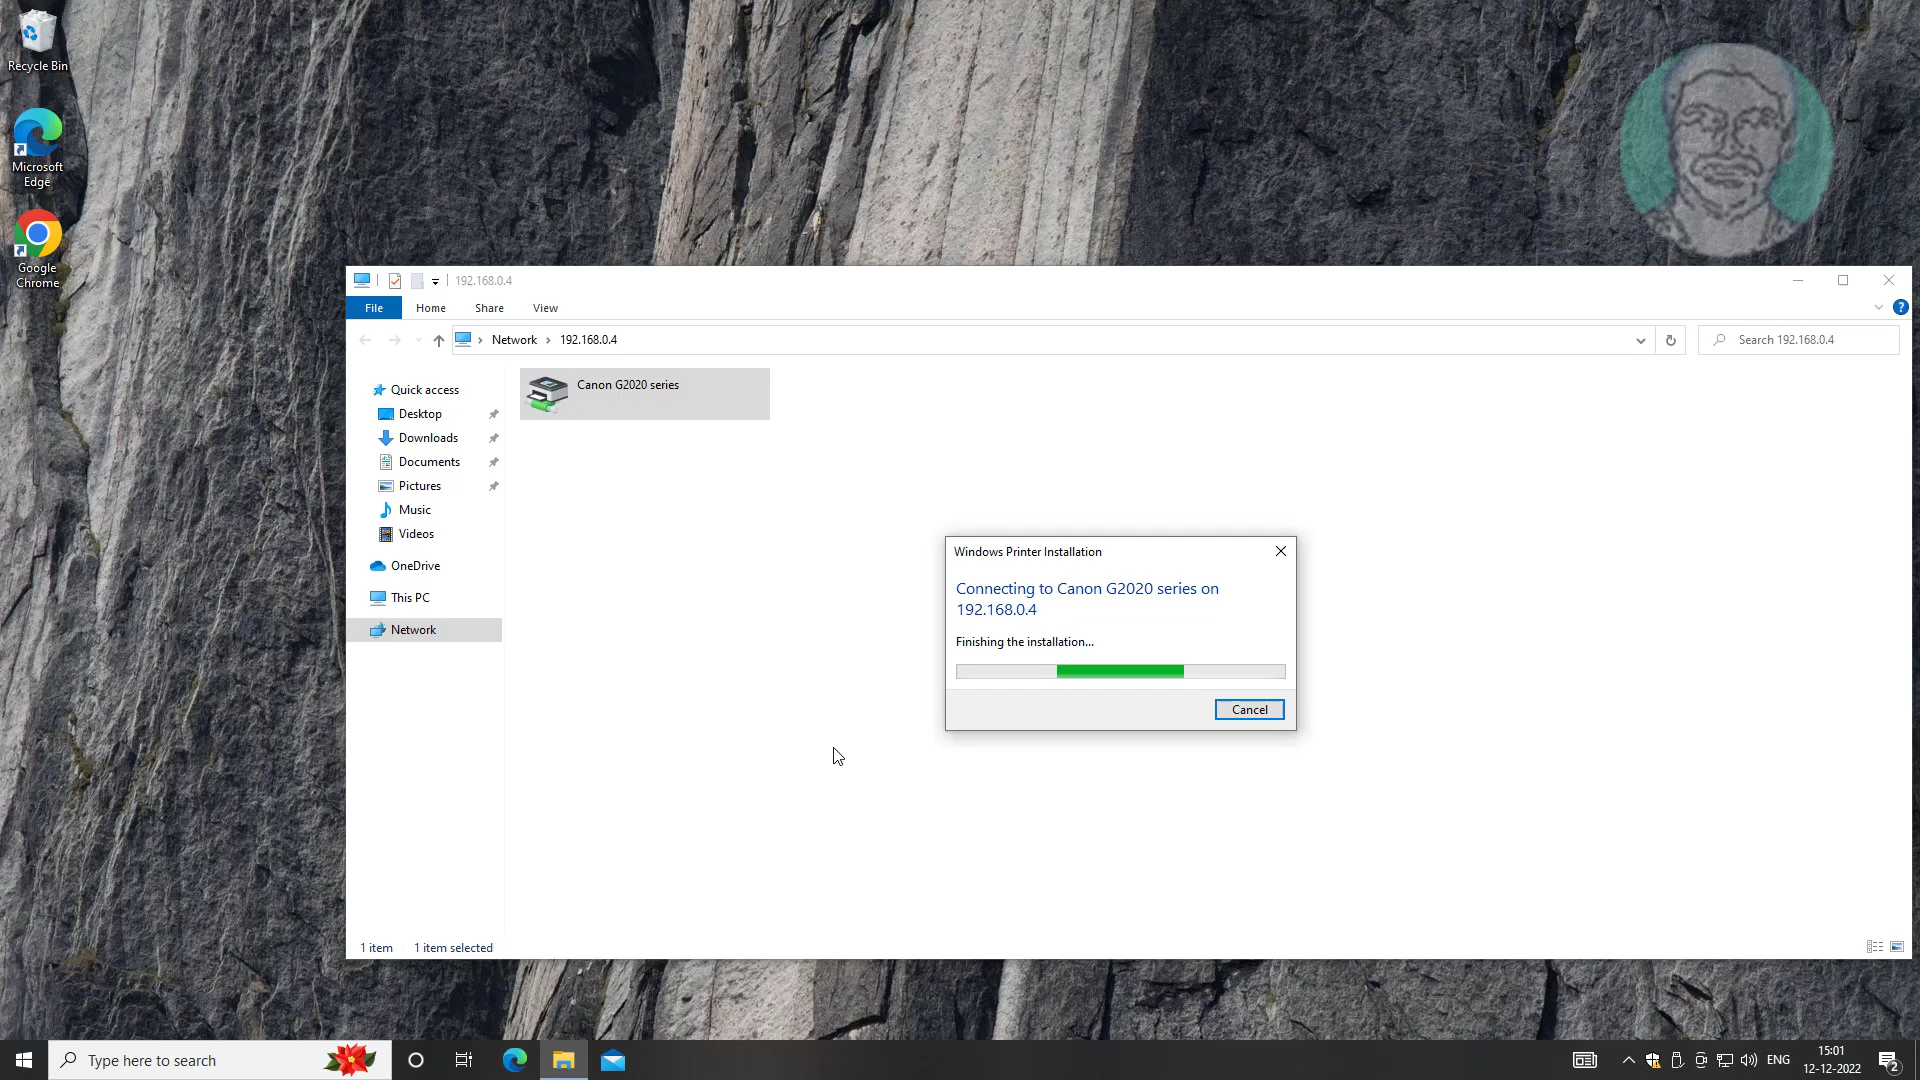 Recycle Bin
Microsoft
Edge
Google
Chrome
192.168.0.4
File Home Share View
Network 192.168.0.4
Search 192.168.0.4
Quick access
Desktop
Downloads
Documents
Pictures
Music
Videos
OneDrive
This PC
Network
Canon G2020 series
Windows Printer Installation
Connecting to Canon G2020 series on
192.168.0.4
Finishing the installation...
Cancel
1 item 1 item selected
Type here to search
ENG
15:01
12-12-2022
2